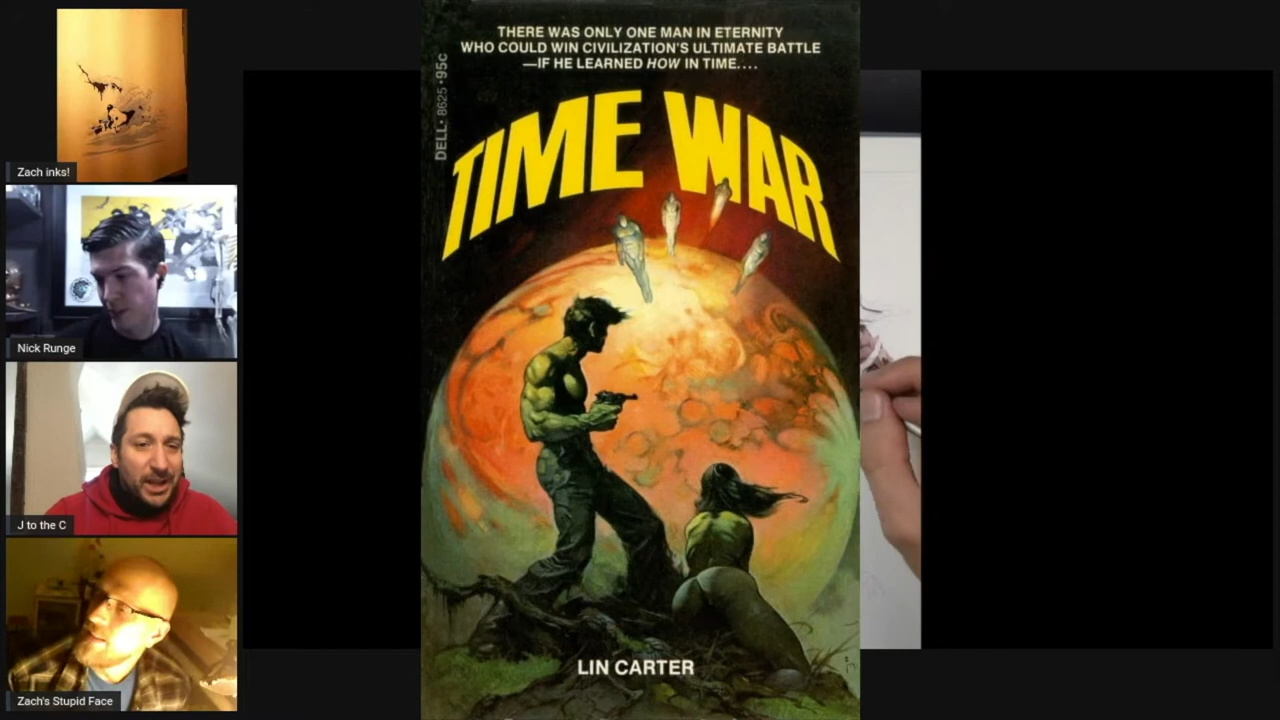 THERE WAS ONLY ONE MAN IN ETERNITY
WHO COULD WIN CIVILIZATION'S ULTIMATE BATTLE
—IF HE LEARNED HOW IN TIME....
DELL • 8625 • 95c
TIME WAR
LIN CARTER
Zach inks!
Nick Runge
J to the C
Zach's Stupid Face